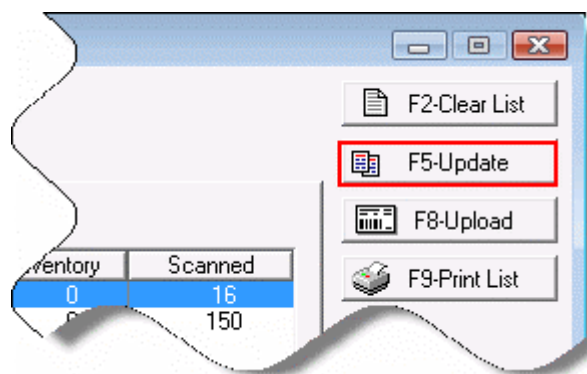 F2-Clear List
F5-Update
F8-Upload
F9-Print List
ventory Scanned
0 16
150